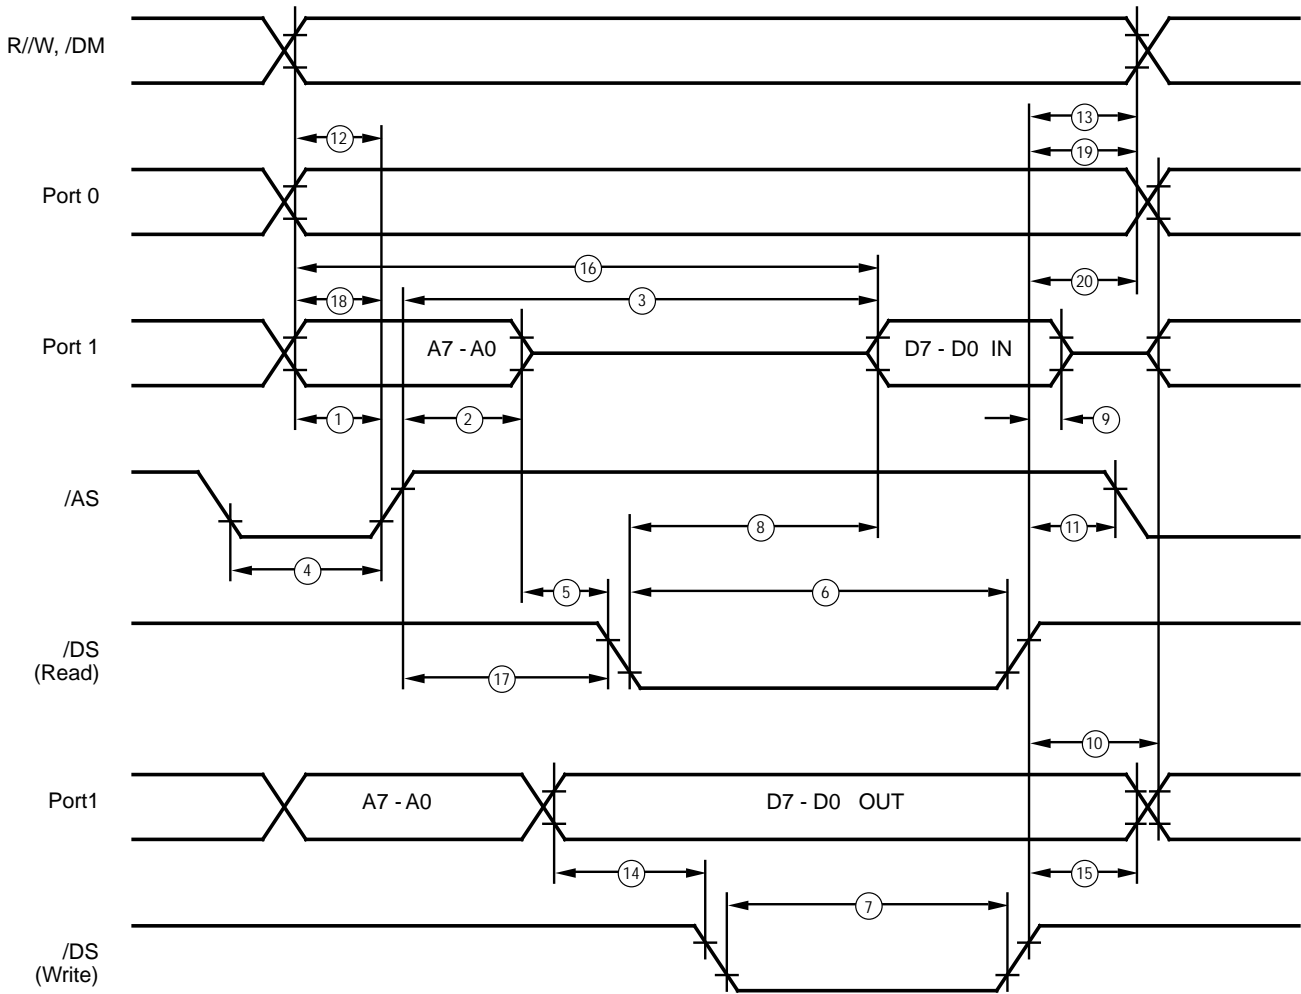 R//W, /DM
13
12
19
Port 0
16
20
18
3
Port 1
A7 - A0
D7 - D0 IN
1
2
9
/AS
8
11
4
5
6
/DS
(Read)
17
10
Port1
A7 - A0
D7 - D0 OUT
14
15
7
/DS
(Write)